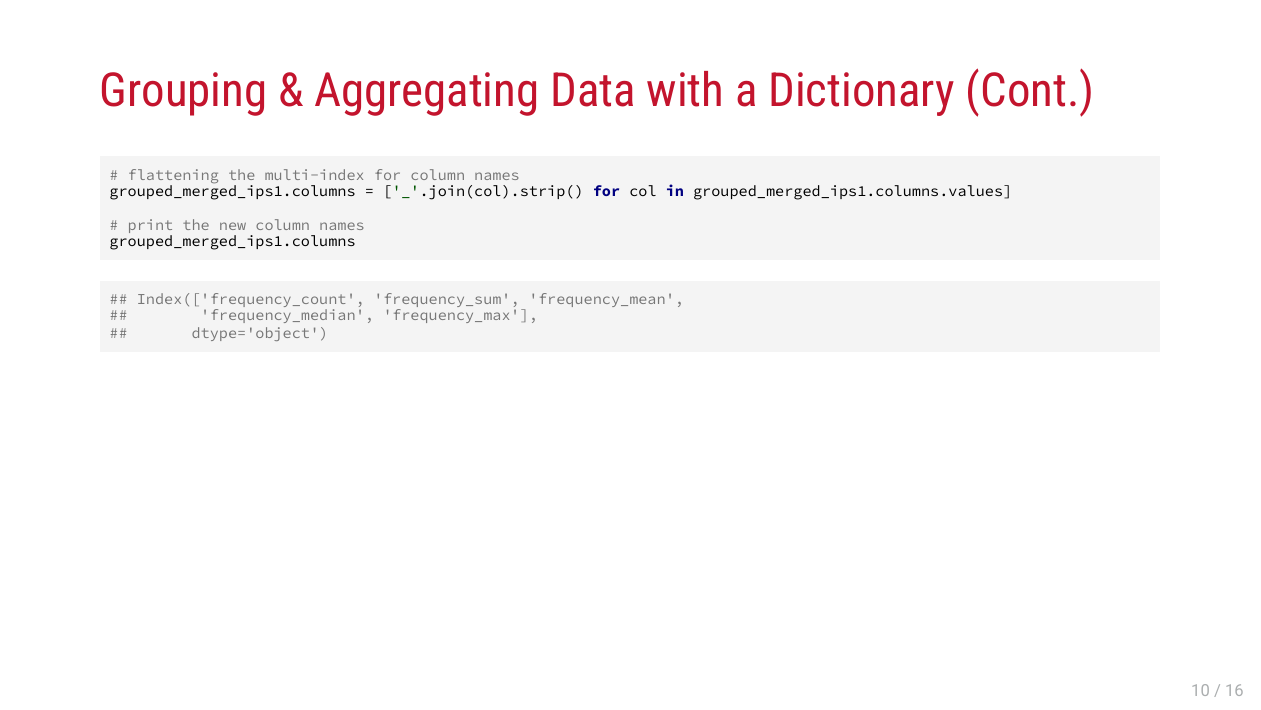 Grouping & Aggregating Data with a Dictionary (Cont.)
# flattening the multi-index for column names
grouped_merged_ips1.columns = ['_'.join(col).strip() for col in grouped_merged_ips1.columns.values]
# print the new column names
grouped_merged_ips1.columns
## Index(['frequency_count', 'frequency_sum', 'frequency_mean',
##        'frequency_median', 'frequency_max'],
##       dtype='object')
10 / 16